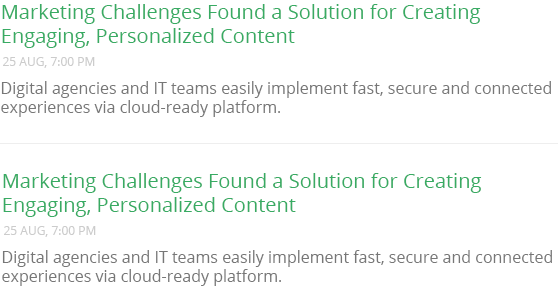 Marketing Challenges Found a Solution for Creating
Engaging, Personalized Content
25 AUG, 7:00 PM
Digital agencies and IT teams easily implement fast, secure and connected
experiences via cloud-ready platform.
Marketing Challenges Found a Solution for Creating
Engaging, Personalized Content
25 AUG, 7:00 PM
Digital agencies and IT teams easily implement fast, secure and connected
experiences via cloud-ready platform.